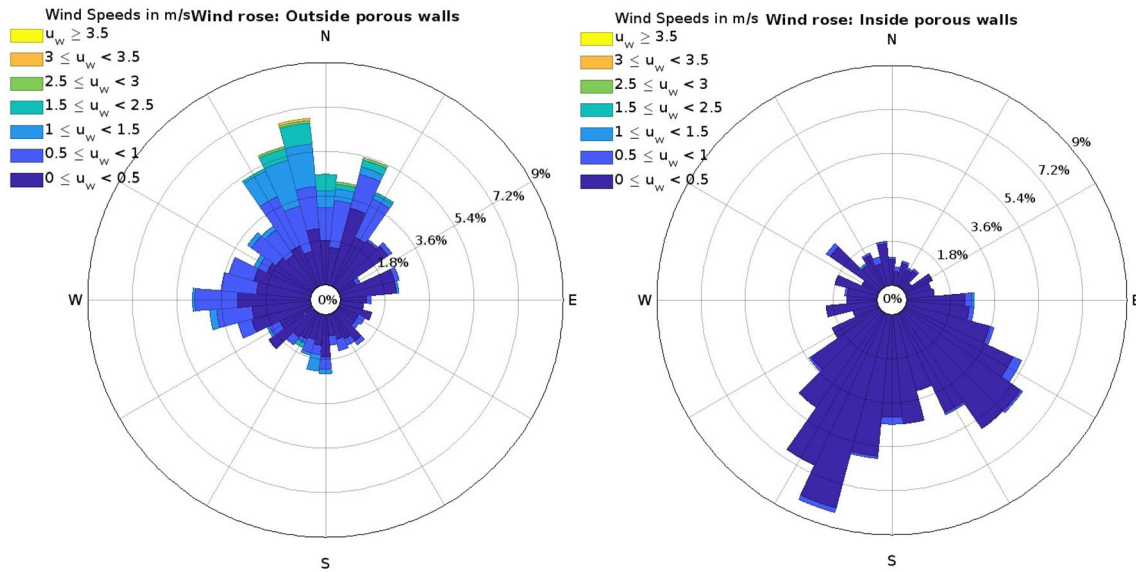 Wind Speeds in m/s Wind rose: Outside porous walls
u_w ≥ 3.5
3 ≤ u_w < 3.5
2.5 ≤ u_w < 3
1.5 ≤ u_w < 2.5
1 ≤ u_w < 1.5
0.5 ≤ u_w < 1
0 ≤ u_w < 0.5
N
9%
7.2%
5.4%
3.6%
1.8%
0%
W
E
S
Wind Speeds in m/s Wind rose: Inside porous walls
u_w ≥ 3.5
3 ≤ u_w < 3.5
2.5 ≤ u_w < 3
1.5 ≤ u_w < 2.5
1 ≤ u_w < 1.5
0.5 ≤ u_w < 1
0 ≤ u_w < 0.5
N
9%
7.2%
5.4%
3.6%
1.8%
0%
W
E
S